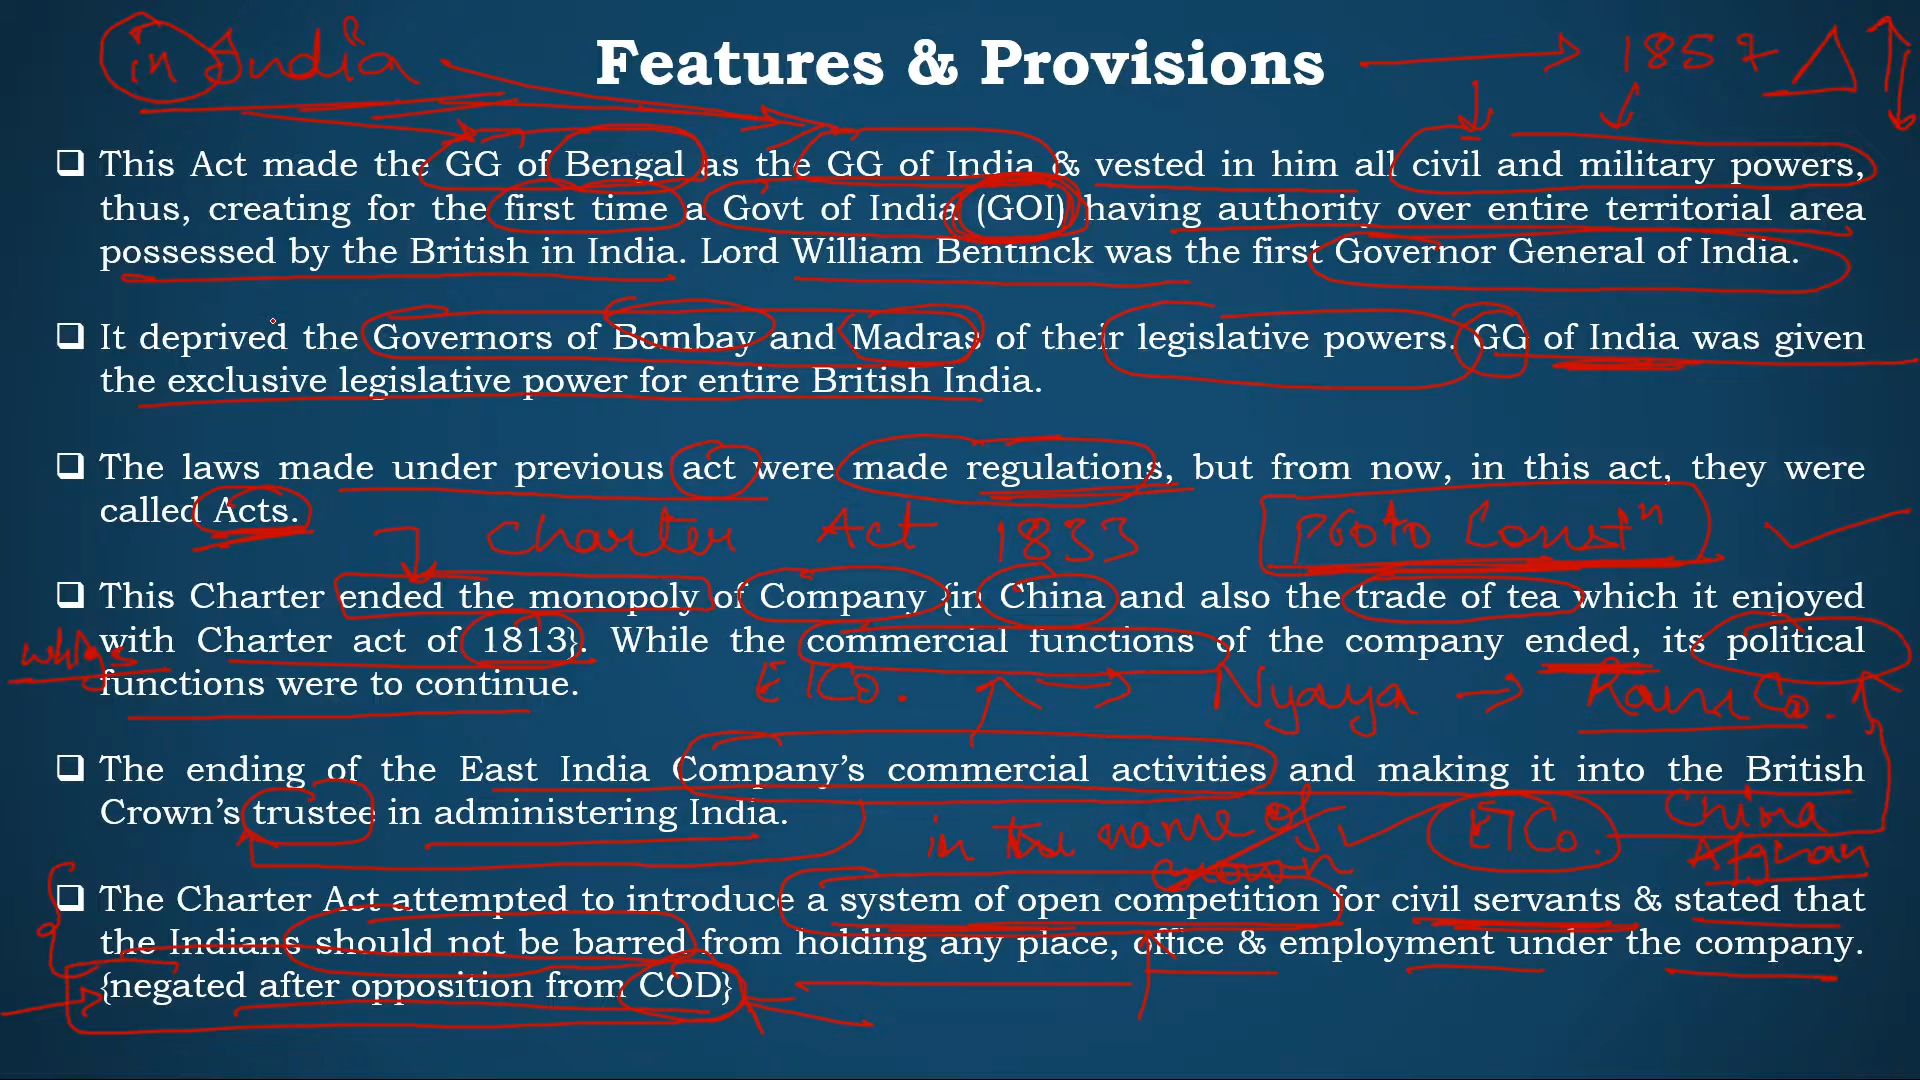 in India
Features & Provisions
1857
❑ This Act made the GG of Bengal as the GG of India & vested in him all civil and military powers,
thus, creating for the first time a Govt of India (GOI) having authority over entire territorial area
possessed by the British in India. Lord William Bentinck was the first Governor General of India.
❑ It deprived the Governors of Bombay and Madras of their legislative powers. GG of India was given
the exclusive legislative power for entire British India.
❑ The laws made under previous act were made regulations, but from now, in this act, they were
called Acts.
Charter Act 1833
Proto Constn
❑ This Charter ended the monopoly of Company {in China and also the trade of tea which it enjoyed
with Charter act of 1813}. While the commercial functions of the company ended, its political
whigs
functions were to continue.
EICo. → Nyaya →
❑ The ending of the East India Company's commercial activities and making it into the British
Crown's trustee in administering India.
in the name of
crown
EICo.
China
Afghan
❑ The Charter Act attempted to introduce a system of open competition for civil servants & stated that
the Indians should not be barred from holding any place, office & employment under the company.
{negated after opposition from COD}